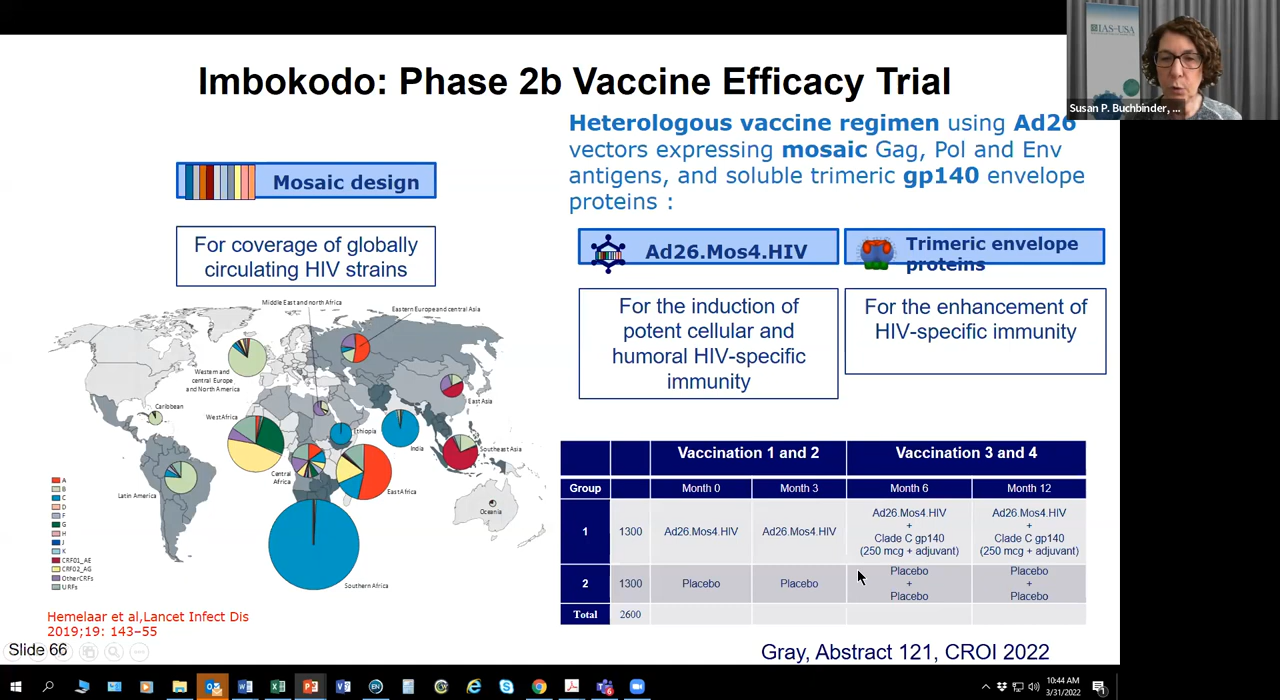 IAS–USA
Susan P. Buchbinder, ...
Imbokodo: Phase 2b Vaccine Efficacy Trial
Heterologous vaccine regimen using Ad26
vectors expressing mosaic Gag, Pol and Env
antigens, and soluble trimeric gp140 envelope
proteins :
Mosaic design
For coverage of globally
circulating HIV strains
Ad26.Mos4.HIV
For the induction of
potent cellular and
humoral HIV-specific
immunity
Trimeric envelope
proteins
For the enhancement of
HIV-specific immunity
Middle East and north Africa
Eastern Europe and central Asia
Western and
central Europe
and North America
Caribbean
East Asia
West Africa
Ethiopia
India
Southeast Asia
Central
Africa
East Africa
Latin America
Oceania
Southern Africa
A
B
C
D
F
G
H
J
K
CRF01_AE
CRF02_AG
OtherCRFs
URFs
Vaccination 1 and 2 Vaccination 3 and 4
Group Month 0 Month 3 Month 6 Month 12
1 1300 Ad26.Mos4.HIV Ad26.Mos4.HIV
Ad26.Mos4.HIV
+
Clade C gp140
(250 mcg + adjuvant)
Ad26.Mos4.HIV
+
Clade C gp140
(250 mcg + adjuvant)
2 1300 Placebo Placebo
Placebo
+
Placebo
Placebo
+
Placebo
Total 2600
Hemelaar et al,Lancet Infect Dis
2019;19: 143–55
Slide 66
Gray, Abstract 121, CROI 2022
10:44 AM
3/31/2022